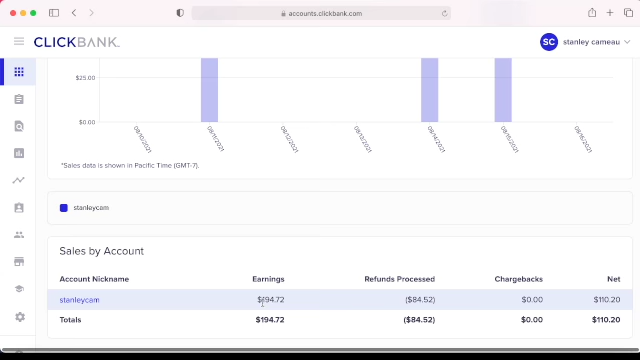 accounts.clickbank.com
CLICKBANK.
SC
stanley cameau
$25.00
$0.00
08/10/2021
08/11/2021
08/12/2021
08/13/2021
08/14/2021
08/15/2021
08/16/2021
*Sales data is shown in Pacific Time (GMT-7).
stanleycam
Sales by Account
Account Nickname Earnings Refunds Processed Chargebacks Net
stanleycam $194.72 ($84.52) $0.00 $110.20
Totals $194.72 ($84.52) $0.00 $110.20